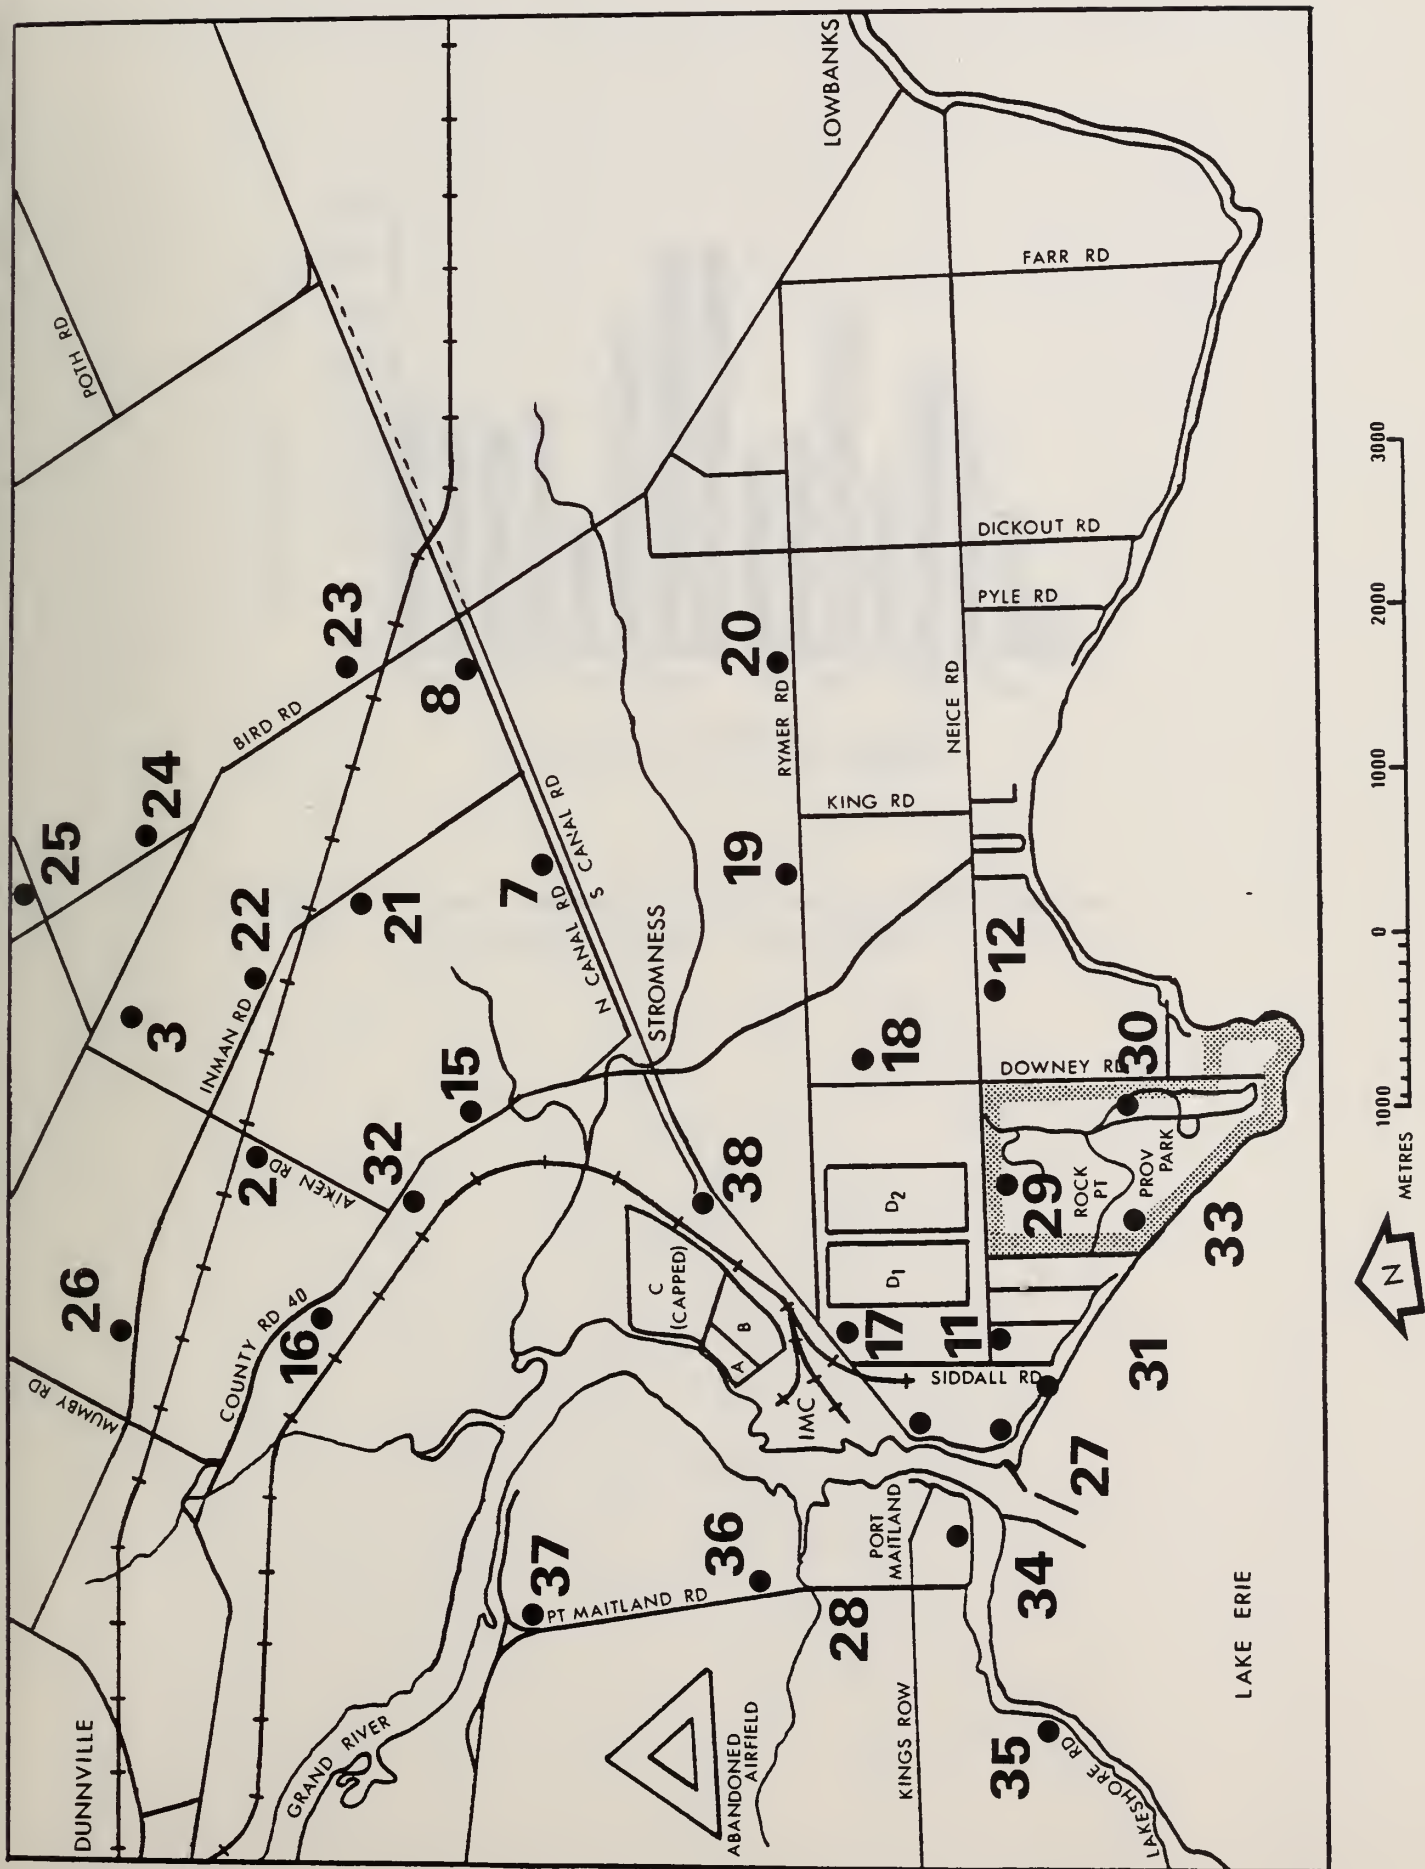 DUNNVILLE
MUMBY RD
26
AIKEN RD
2
INMAN RD
22
3
25
24
BIRD RD
23
POTH RD
COUNTY RD 40
16
32
15
21
7
8
N CANAL RD
S CANAL RD
STROMNESS
GRAND RIVER
37
PT MAITLAND RD
36
C
(CAPPED)
B
A
IMC
38
ABANDONED
AIRFIELD
28
PORT
MAITLAND
KINGS ROW
17
D1
D2
18
19
RYMER RD
20
KING RD
NEICE RD
PYLE RD
DICKOUT RD
FARR RD
LOWBANKS
11
SIDDALL RD
29
ROCK
PT
PROV
PARK
DOWNEY RD
30
12
35
LAKESHORE RD
34
27
31
33
LAKE ERIE
N
METRES
1000
0
1000
2000
3000